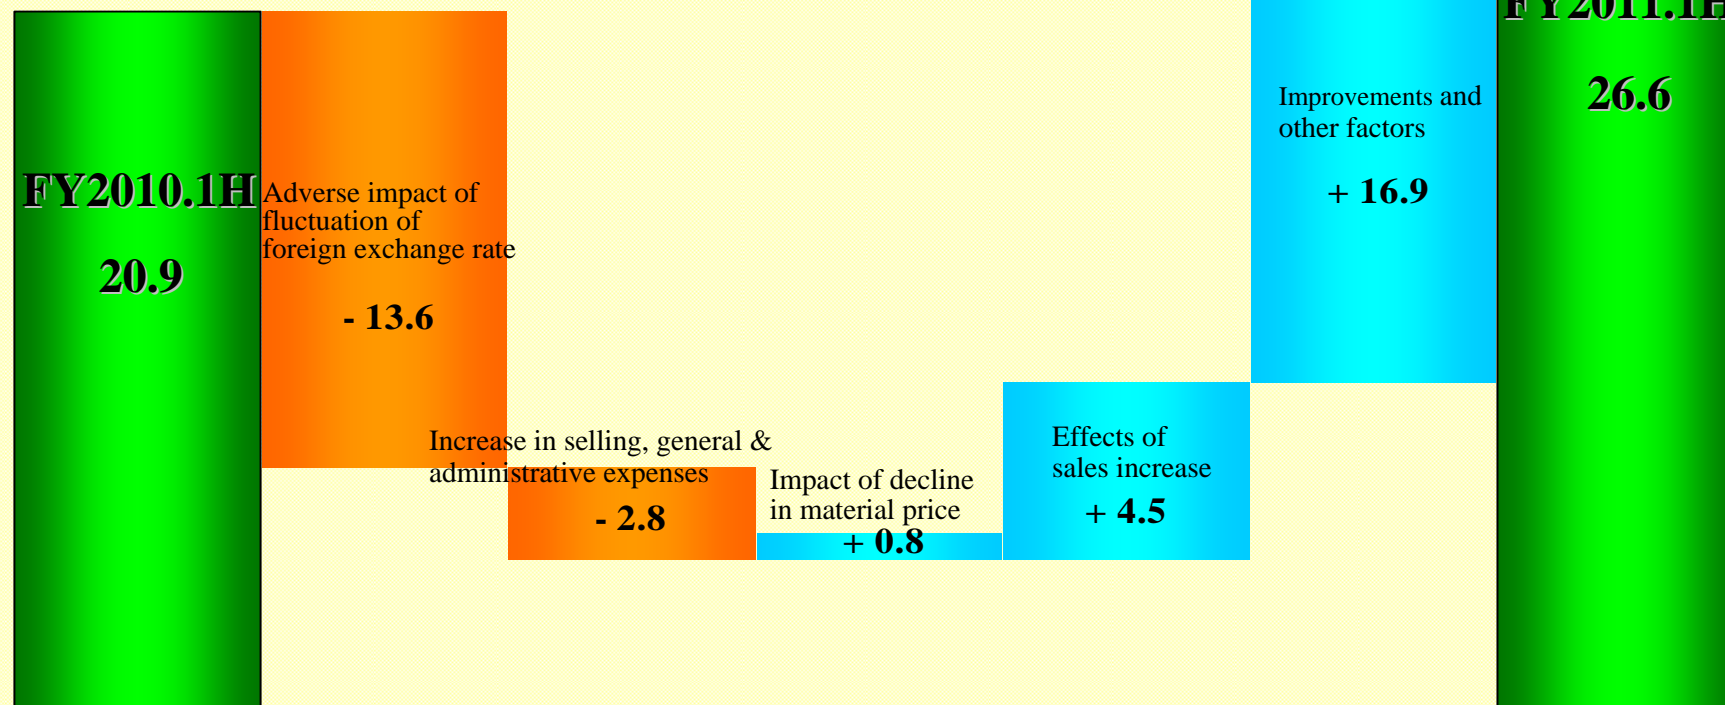 FY2010.1H
20.9
Adverse impact of
fluctuation of
foreign exchange rate
- 13.6
Increase in selling, general &
administrative expenses
- 2.8
Impact of decline
in material price
+ 0.8
Effects of
sales increase
+ 4.5
Improvements and
other factors
+ 16.9
FY2011.1H
26.6